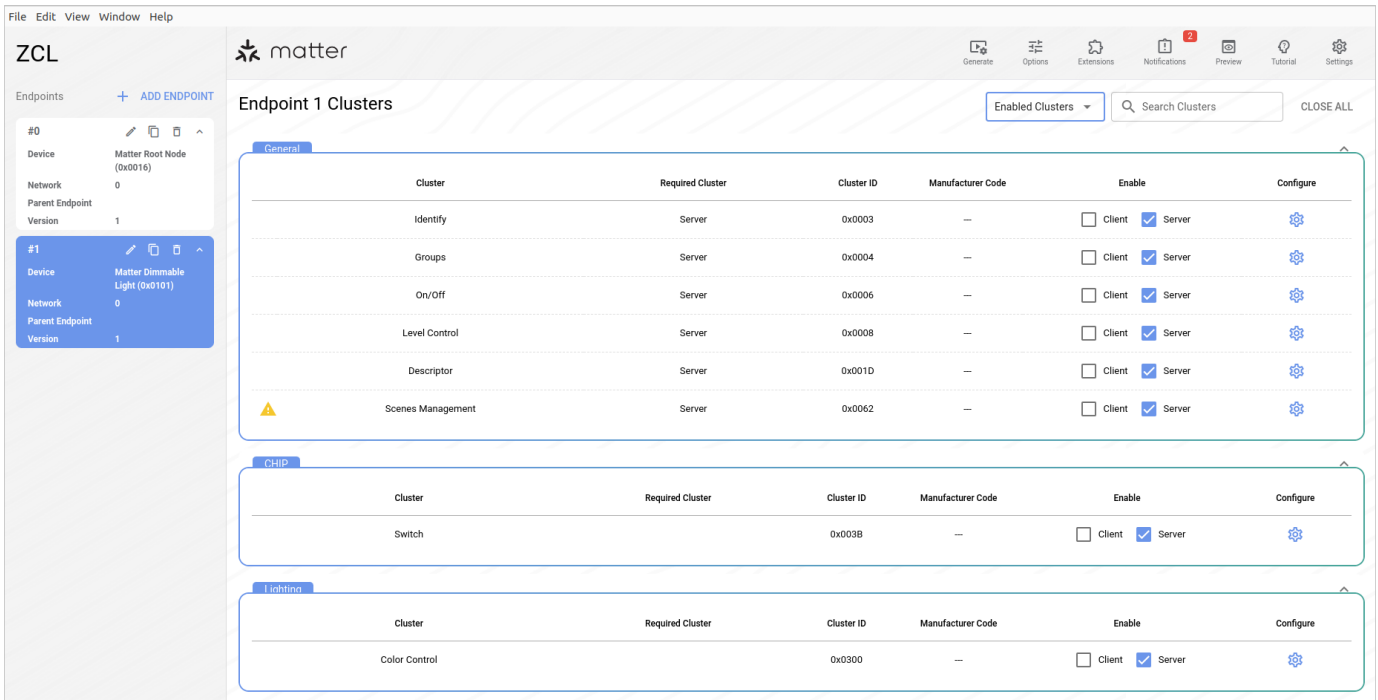 File Edit View Window Help
ZCL
matter
Generate
Options
Extensions
2
Notifications
Preview
Tutorial
Settings
Endpoints
+ ADD ENDPOINT
#0
Device Matter Root Node
(0x0016)
Network 0
Parent Endpoint
Version 1
#1
Device Matter Dimmable
Light (0x0101)
Network 0
Parent Endpoint
Version 1
Endpoint 1 Clusters
Enabled Clusters
Search Clusters
CLOSE ALL
General
Cluster Required Cluster Cluster ID Manufacturer Code Enable Configure
Identify Server 0x0003 --- Client Server
Groups Server 0x0004 --- Client Server
On/Off Server 0x0006 --- Client Server
Level Control Server 0x0008 --- Client Server
Descriptor Server 0x001D --- Client Server
Scenes Management Server 0x0062 --- Client Server
CHIP
Cluster Required Cluster Cluster ID Manufacturer Code Enable Configure
Switch 0x003B --- Client Server
Lighting
Cluster Required Cluster Cluster ID Manufacturer Code Enable Configure
Color Control 0x0300 --- Client Server